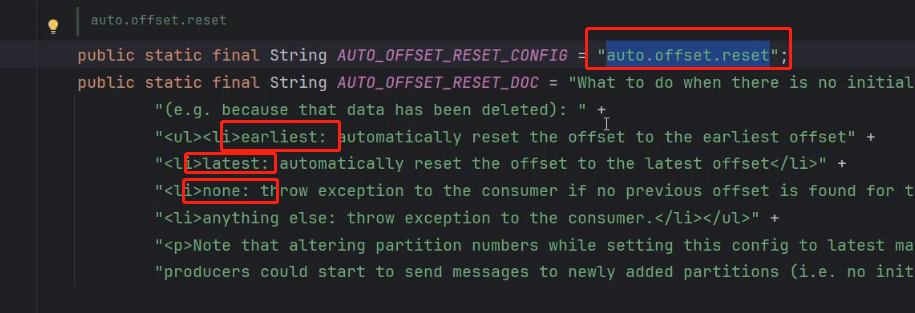 auto.offset.reset
public static final String AUTO_OFFSET_RESET_CONFIG = "auto.offset.reset";
public static final String AUTO_OFFSET_RESET_DOC = "What to do when there is no initial
"(e.g. because that data has been deleted): " +
"<ul><li>earliest: automatically reset the offset to the earliest offset" +
"<li>latest: automatically reset the offset to the latest offset</li>" +
"<li>none: throw exception to the consumer if no previous offset is found for t
"<li>anything else: throw exception to the consumer.</li></ul>" +
"<p>Note that altering partition numbers while setting this config to latest ma
"producers could start to send messages to newly added partitions (i.e. no init